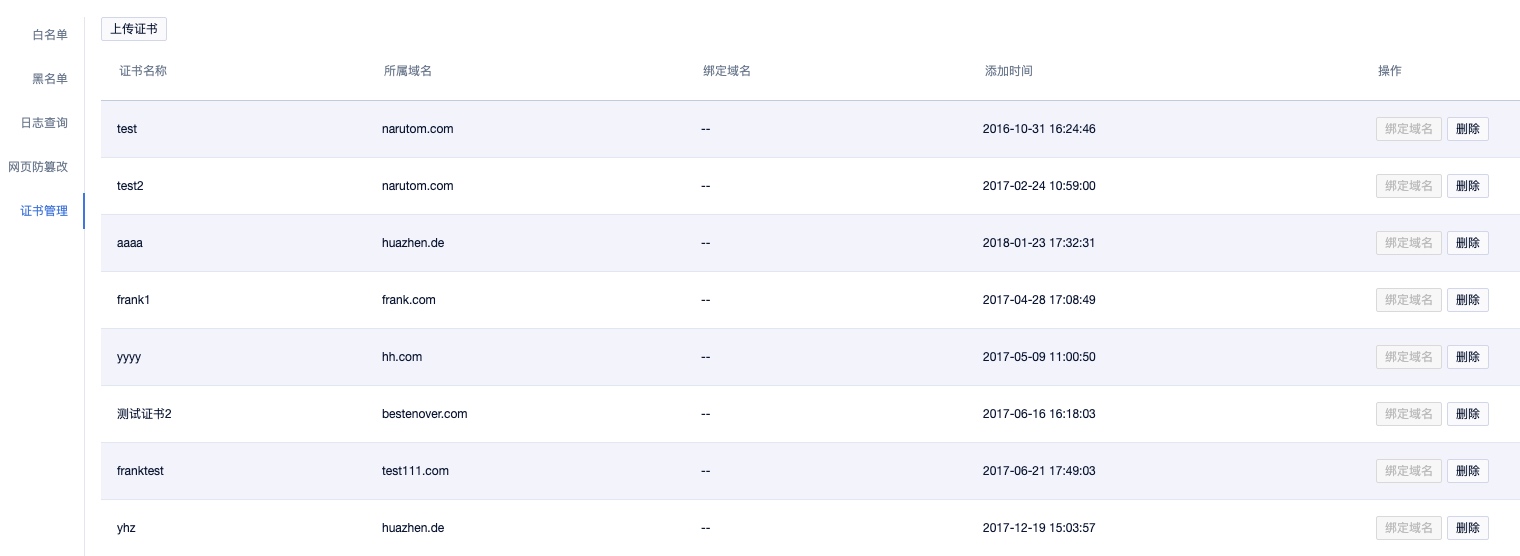 白名单
黑名单
日志查询
网页防篡改
证书管理
上传证书
证书名称 所属域名 绑定域名 添加时间 操作
test narutom.com -- 2016-10-31 16:24:46 绑定域名 删除
test2 narutom.com -- 2017-02-24 10:59:00 绑定域名 删除
aaaa huazhen.de -- 2018-01-23 17:32:31 绑定域名 删除
frank1 frank.com -- 2017-04-28 17:08:49 绑定域名 删除
yyyy hh.com -- 2017-05-09 11:00:50 绑定域名 删除
测试证书2 bestenover.com -- 2017-06-16 16:18:03 绑定域名 删除
franktest test111.com -- 2017-06-21 17:49:03 绑定域名 删除
yhz huazhen.de -- 2017-12-19 15:03:57 绑定域名 删除